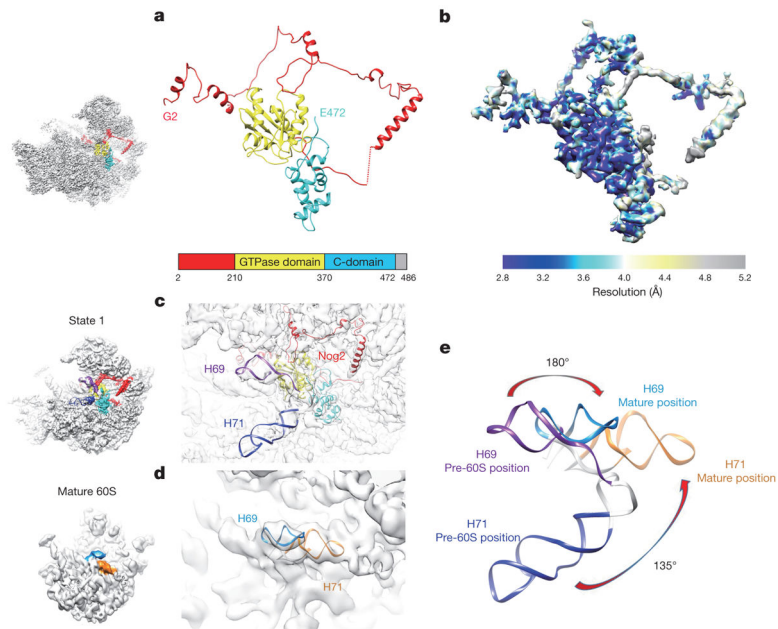 a
b
G2
E472
GTPase domain
C-domain
2
210
370
472
486
2.8
3.2
3.6
4.0
4.4
4.8
5.2
Resolution (Å)
State 1
c
H69
Nog2
H71
Mature 60S
d
H69
H71
e
180°
H69
Mature position
H69
Pre-60S position
H71
Mature position
H71
Pre-60S position
135°